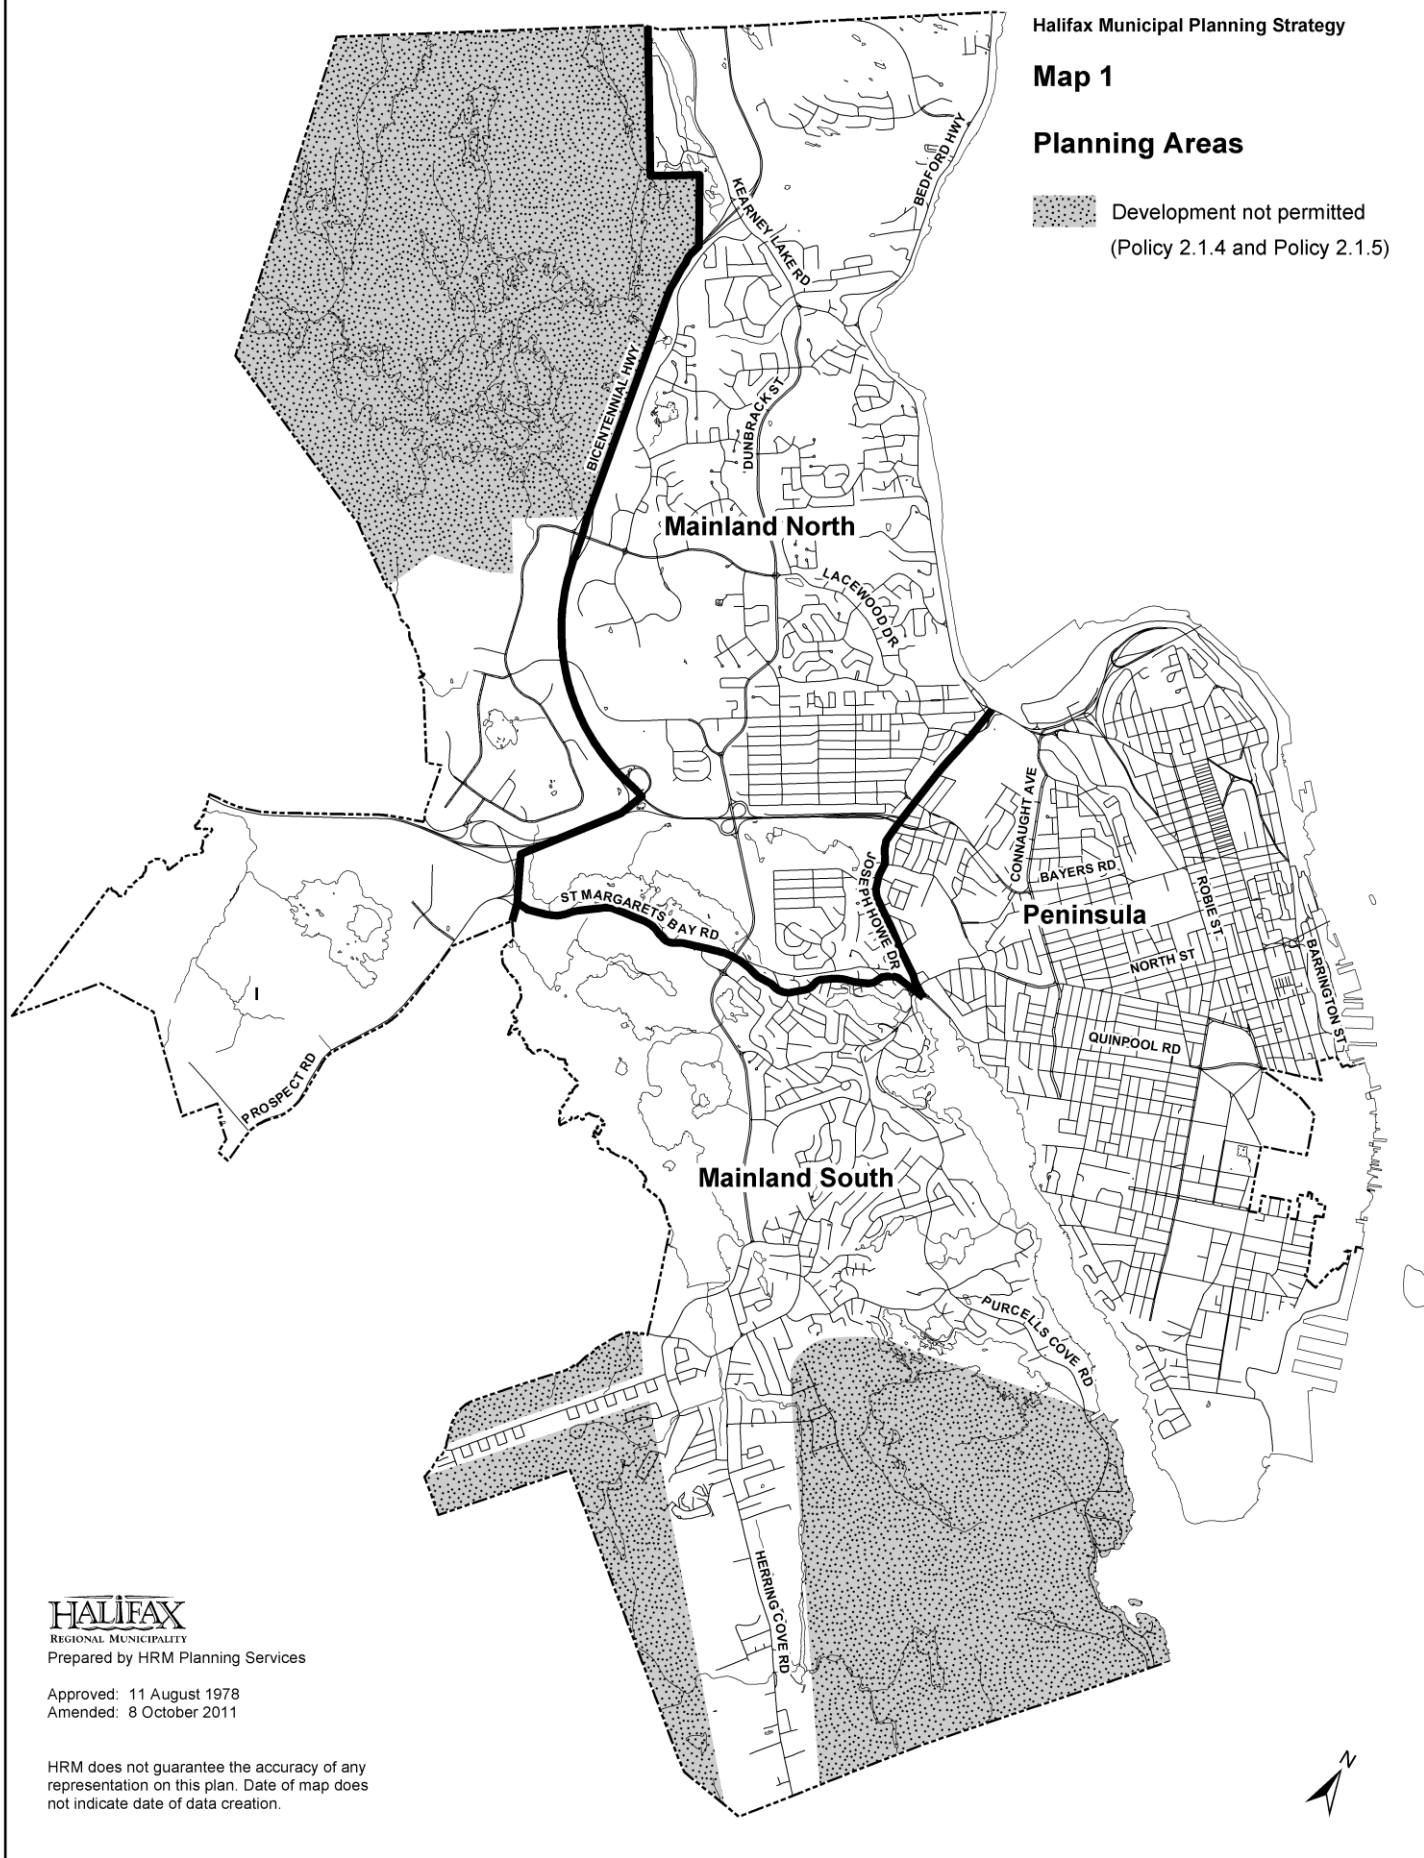 Halifax Municipal Planning Strategy
Map 1
Planning Areas
Development not permitted
(Policy 2.1.4 and Policy 2.1.5)
BEDFORD HWY
KEARNEY LAKE RD
BICENTENNIAL HWY
DUNBRACK ST
Mainland North
LACEWOOD DR
CONNAUGHT AVE
JOSEPH HOWE DR
BAYERS RD
ROBIE ST
ST MARGARETS BAY RD
Peninsula
BARRINGTON ST
NORTH ST
I
QUINPOOL RD
PROSPECT RD
Mainland South
PURCELLS COVE RD
HERRING COVE RD
HALIFAX
REGIONAL MUNICIPALITY
Prepared by HRM Planning Services
Approved: 11 August 1978
Amended: 8 October 2011
HRM does not guarantee the accuracy of any
representation on this plan. Date of map does
not indicate date of data creation.
N